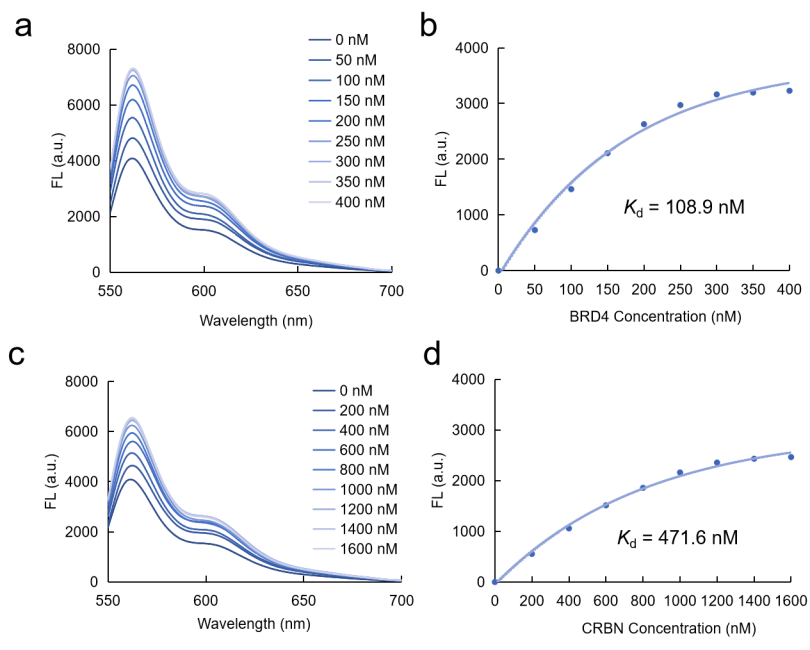 a
8000
6000
4000
2000
0
FL (a.u.)
550
600
650
700
Wavelength (nm)
0 nM
50 nM
100 nM
150 nM
200 nM
250 nM
300 nM
350 nM
400 nM
b
4000
3000
2000
1000
0
FL (a.u.)
Kd = 108.9 nM
0 50 100 150 200 250 300 350 400
BRD4 Concentration (nM)
c
8000
6000
4000
2000
0
FL (a.u.)
550
600
650
700
Wavelength (nm)
0 nM
200 nM
400 nM
600 nM
800 nM
1000 nM
1200 nM
1400 nM
1600 nM
d
4000
3000
2000
1000
0
FL (a.u.)
Kd = 471.6 nM
0 200 400 600 800 1000 1200 1400 1600
CRBN Concentration (nM)